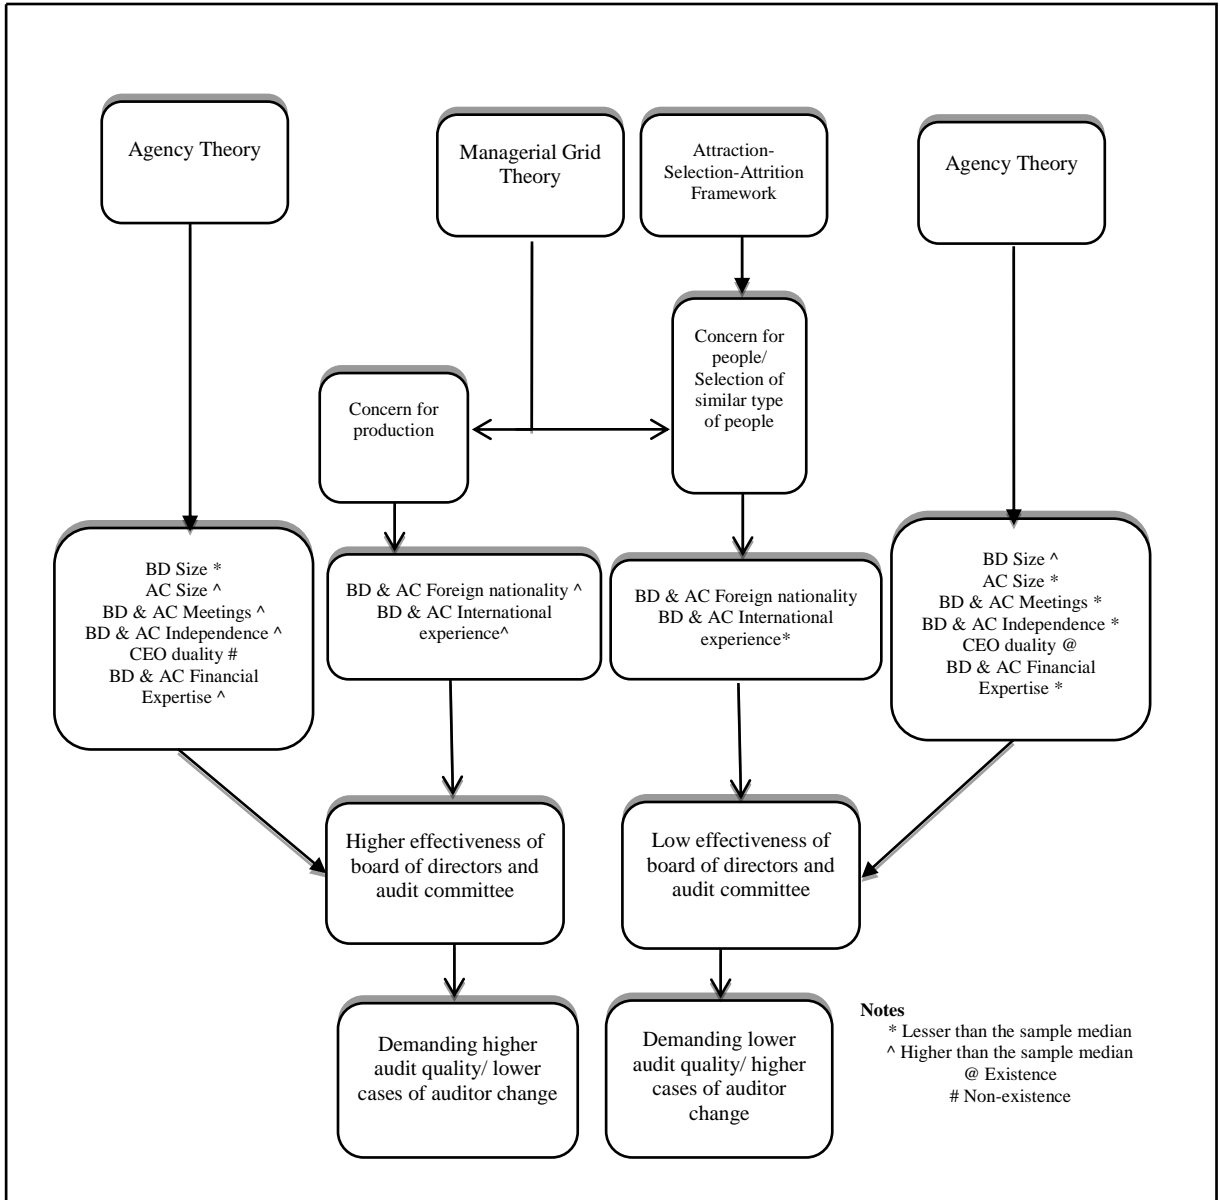 Agency Theory
Managerial Grid
Theory
Attraction-
Selection-Attrition
Framework
Agency Theory
Concern for
people/
Selection of
similar type
of people
Concern for
production
BD Size *
AC Size ^
BD & AC Meetings ^
BD & AC Independence ^
CEO duality #
BD & AC Financial
Expertise ^
BD & AC Foreign nationality ^
BD & AC International
experience^
BD & AC Foreign nationality
BD & AC International
experience*
BD Size ^
AC Size *
BD & AC Meetings *
BD & AC Independence *
CEO duality @
BD & AC Financial
Expertise *
Higher effectiveness of
board of directors and
audit committee
Low effectiveness of
board of directors and
audit committee
Demanding higher
audit quality/ lower
cases of auditor change
Demanding lower
audit quality/ higher
cases of auditor
change
Notes
* Lesser than the sample median
^ Higher than the sample median
@ Existence
# Non-existence